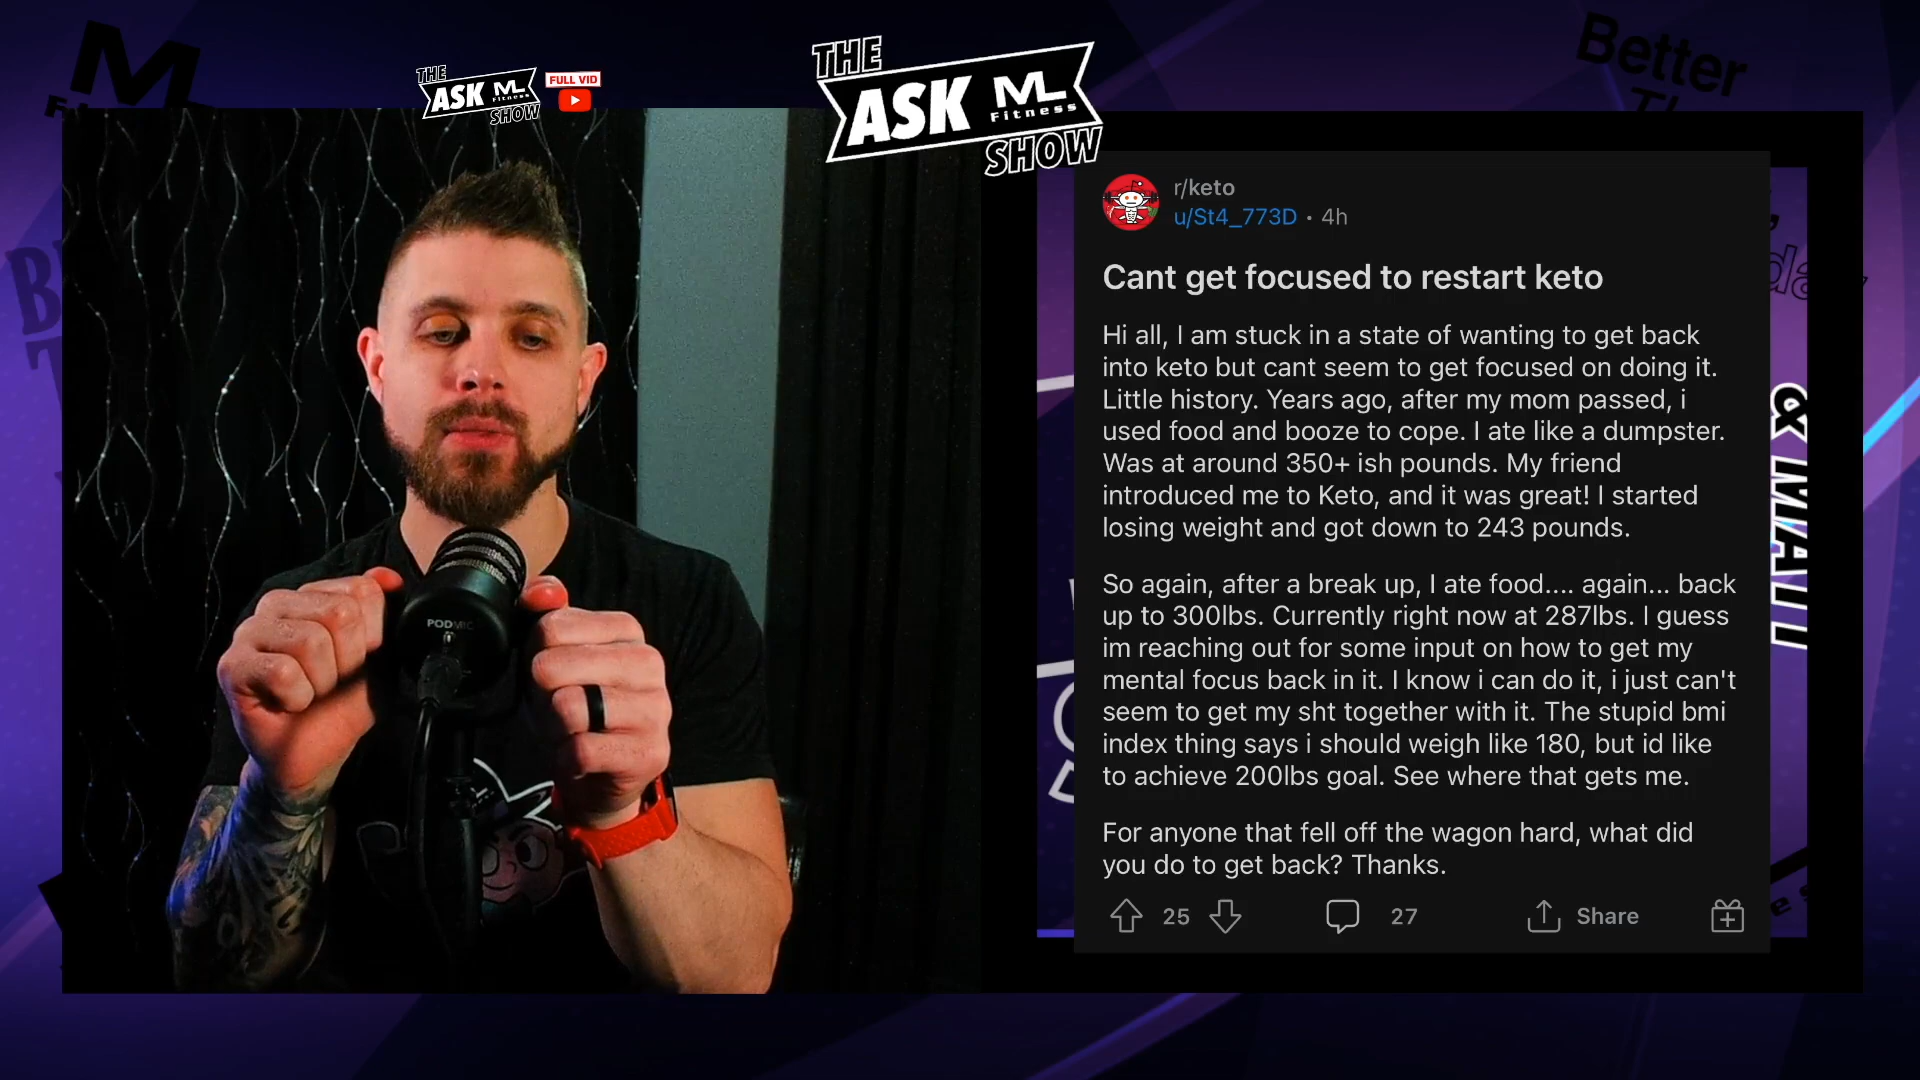 M
Better
THE
ASK ML
Fitness
SHOW
FULL VID
THE
ASK ML
Fitness
SHOW
r/keto
u/St4_773D • 4h
Cant get focused to restart keto
Hi all, I am stuck in a state of wanting to get back
into keto but cant seem to get focused on doing it.
Little history. Years ago, after my mom passed, i
used food and booze to cope. I ate like a dumpster.
Was at around 350+ ish pounds. My friend
introduced me to Keto, and it was great! I started
losing weight and got down to 243 pounds.
So again, after a break up, I ate food.... again... back
up to 300lbs. Currently right now at 287lbs. I guess
im reaching out for some input on how to get my
mental focus back in it. I know i can do it, i just can't
seem to get my sht together with it. The stupid bmi
index thing says i should weigh like 180, but id like
to achieve 200lbs goal. See where that gets me.
For anyone that fell off the wagon hard, what did
you do to get back? Thanks.
25
27
Share
& MATT
PODMIC